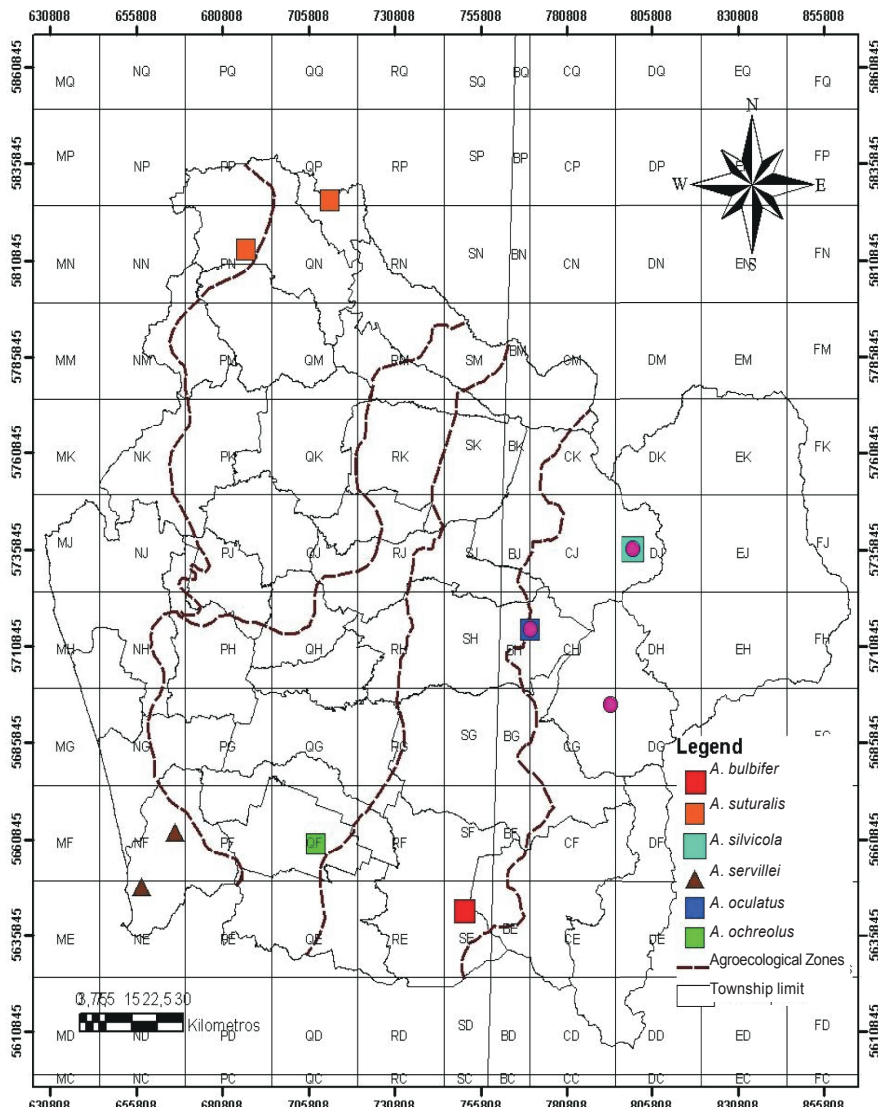 630808 655808 680808 705808 730808 755808 780808 805808 830808 855808
5860845 5860845
MQ NQ PQ QQ RQ SQ BQ CQ DQ EQ FQ
N
5835845 5835845
MP NP PP QP RP SP BP CP DP FP
W E
5810845 5810845
MN NN PN QN RN SN BN CN DN EN FN
S
5785845 5785845
MM NM PM QM RM SM BM CM DM EM FM
5760845 5760845
MK NK PK QK RK SK BK CK DK EK FK
5735845 5735845
MJ NJ PJ QJ RJ SJ BJ CJ DJ EJ FJ
5710845 5710845
MH NH PH QH RH SH BH CH DH EH FH
5685845 5685845
MG NG PG QG RG SG BG CG DG
Legend
A. bulbifer
A. suturalis
A. silvicola
A. servillei
A. oculatus
A. ochreolus
Agroecological Zones
Township limit
5660845 5660845
MF NF PF QF RF SF BF CF DF
5635845 5635845
ME NE PE QE RE SE BE CE DE
15 22,5 30
Kilometros
5610845 5610845
MD ND PD QD RD SD BD CD DD ED FD
MC NC PC QC RC SC BC CC DC EC FC
630808 655808 680808 705808 730808 755808 780808 805808 830808 855808